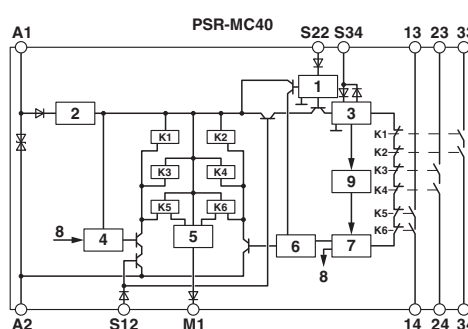 PSR-MC40
A1 S22 S34 13 23 33
1
2 3
K1 K2 K1
K2
K3 K4 K3
9
K4
K5 K6 K5
8 4 5 6 7 K6
8
A2 S12 M1 14 24 34